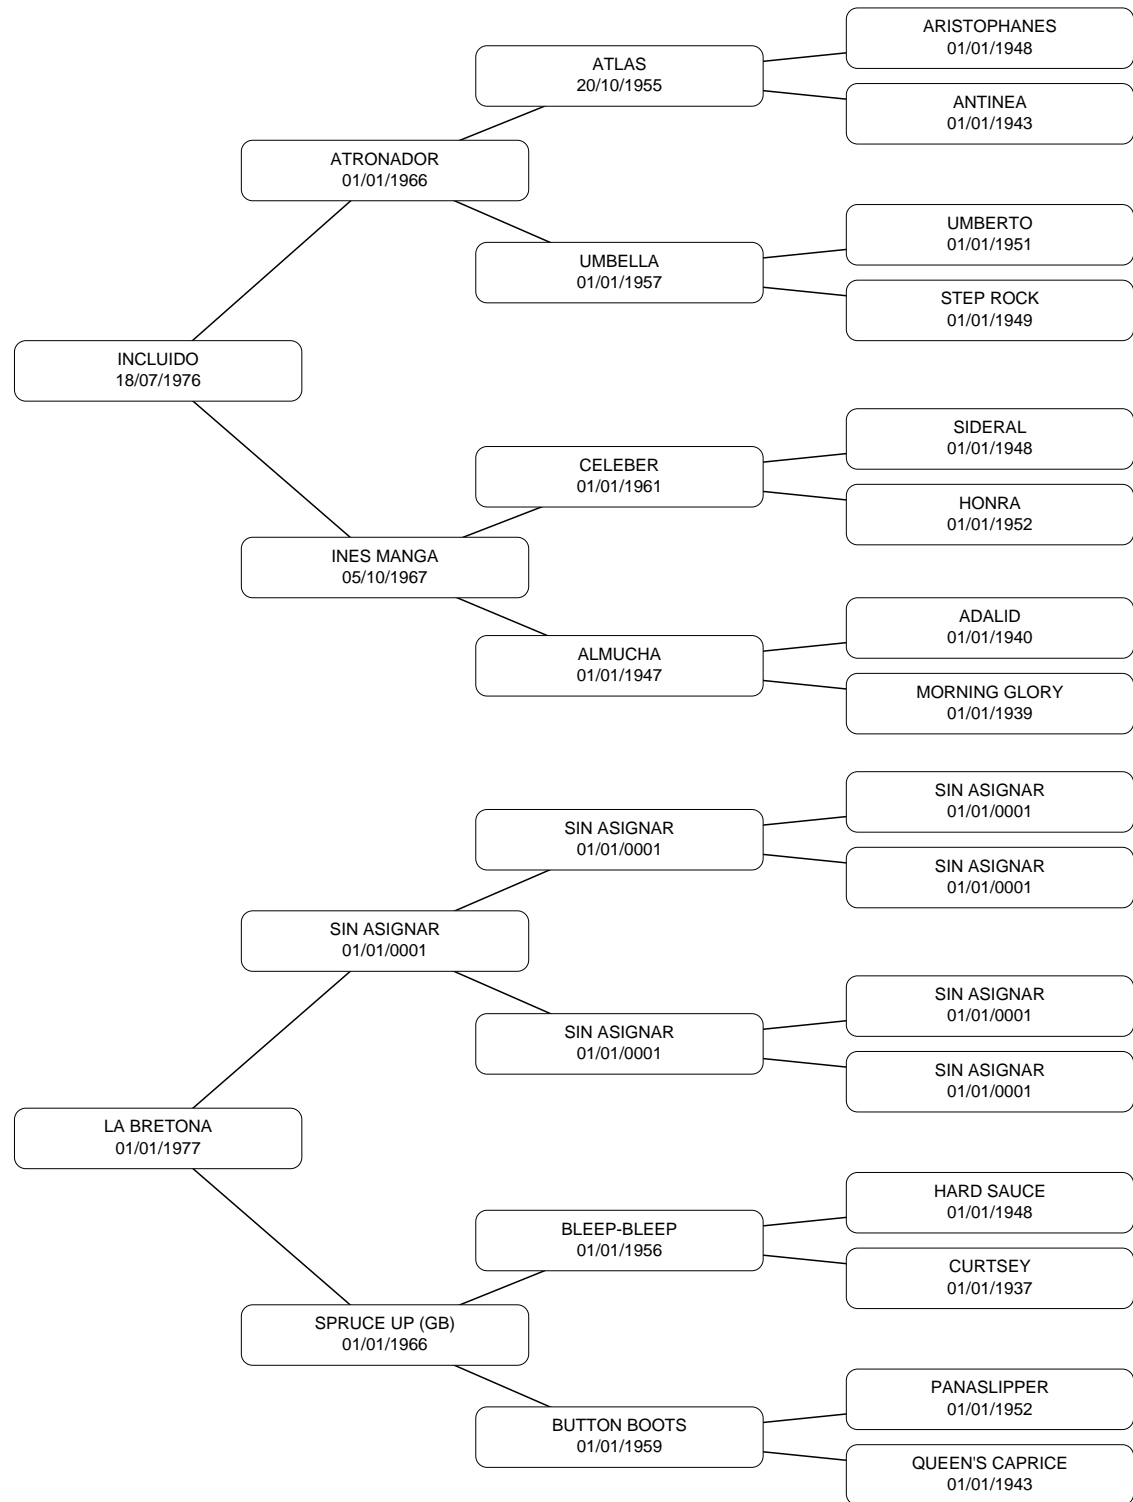 ARISTOPHANES
01/01/1948
ATLAS
20/10/1955
ANTINEA
01/01/1943
ATRONADOR
01/01/1966
UMBERTO
01/01/1951
UMBELLA
01/01/1957
STEP ROCK
01/01/1949
INCLUIDO
18/07/1976
SIDERAL
01/01/1948
CELEBER
01/01/1961
HONRA
01/01/1952
INES MANGA
05/10/1967
ADALID
01/01/1940
ALMUCHA
01/01/1947
MORNING GLORY
01/01/1939
SIN ASIGNAR
01/01/0001
SIN ASIGNAR
01/01/0001
SIN ASIGNAR
01/01/0001
SIN ASIGNAR
01/01/0001
SIN ASIGNAR
01/01/0001
SIN ASIGNAR
01/01/0001
SIN ASIGNAR
01/01/0001
LA BRETONA
01/01/1977
HARD SAUCE
01/01/1948
BLEEP-BLEEP
01/01/1956
CURTSEY
01/01/1937
SPRUCE UP (GB)
01/01/1966
PANASLIPPER
01/01/1952
BUTTON BOOTS
01/01/1959
QUEEN'S CAPRICE
01/01/1943